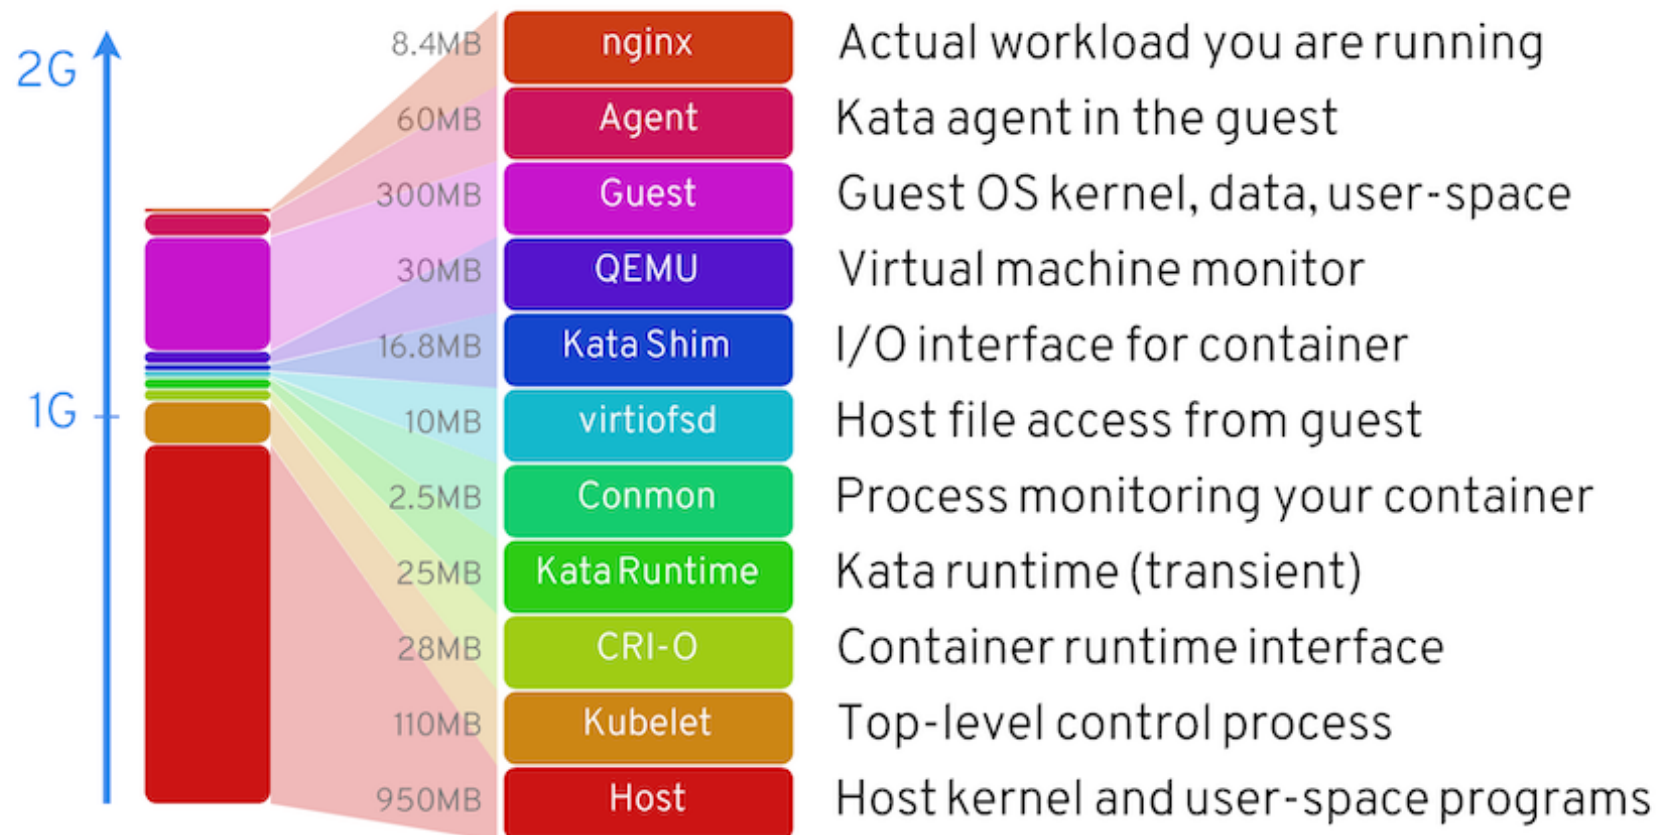 2G
1G
8.4MB nginx Actual workload you are running
60MB Agent Kata agent in the guest
300MB Guest Guest OS kernel, data, user-space
30MB QEMU Virtual machine monitor
16.8MB Kata Shim I/O interface for container
10MB virtiofsd Host file access from guest
2.5MB Conmon Process monitoring your container
25MB Kata Runtime Kata runtime (transient)
28MB CRI-O Container runtime interface
110MB Kubelet Top-level control process
950MB Host Host kernel and user-space programs